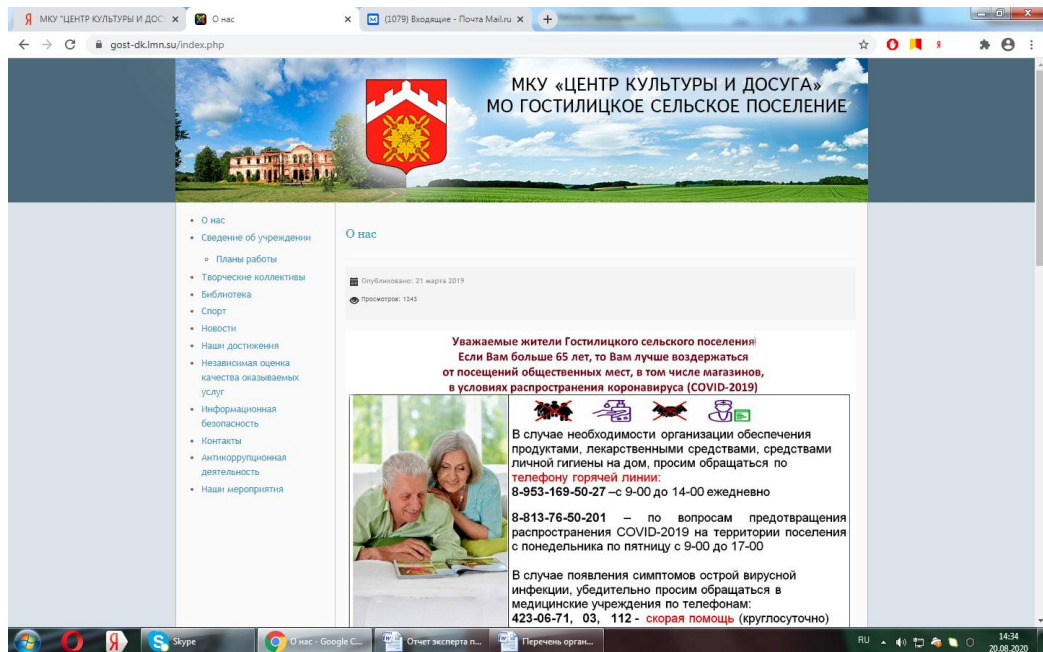 МКУ "ЦЕНТР КУЛЬТУРЫ И ДОС
О нас
(1079) Входящие - Почта Mail.ru
gost-dk.lmn.su/index.php
МКУ «ЦЕНТР КУЛЬТУРЫ И ДОСУГА»
МО ГОСТИЛИЦКОЕ СЕЛЬСКОЕ ПОСЕЛЕНИЕ
О нас
Сведение об учреждении
Планы работы
Творческие коллективы
Библиотека
Спорт
Новости
Наши достижения
Независимая оценка
качества оказываемых
услуг
Информационная
безопасность
Контакты
Антикоррупционная
деятельность
Наши мероприятия
О нас
Опубликовано: 21 марта 2019
Просмотров: 1243
Уважаемые жители Гостилицкого сельского поселения
Если Вам больше 65 лет, то Вам лучше воздержаться
от посещений общественных мест, в том числе магазинов,
в условиях распространения коронавируса (COVID-2019)
В случае необходимости организации обеспечения
продуктами, лекарственными средствами, средствами
личной гигиены на дом, просим обращаться по
телефону горячей линии:
8-953-169-50-27 –с 9-00 до 14-00 ежедневно
8-813-76-50-201 – по вопросам предотвращения
распространения COVID-2019 на территории поселения
с понедельника по пятницу с 9-00 до 17-00
В случае появления симптомов острой вирусной
инфекции, убедительно просим обращаться в
медицинские учреждения по телефонам:
423-06-71, 03, 112 - скорая помощь (круглосуточно)
Skype
О нас - Google C...
Отчет эксперта п...
Перечень орган...
RU
14:34
20.08.2020